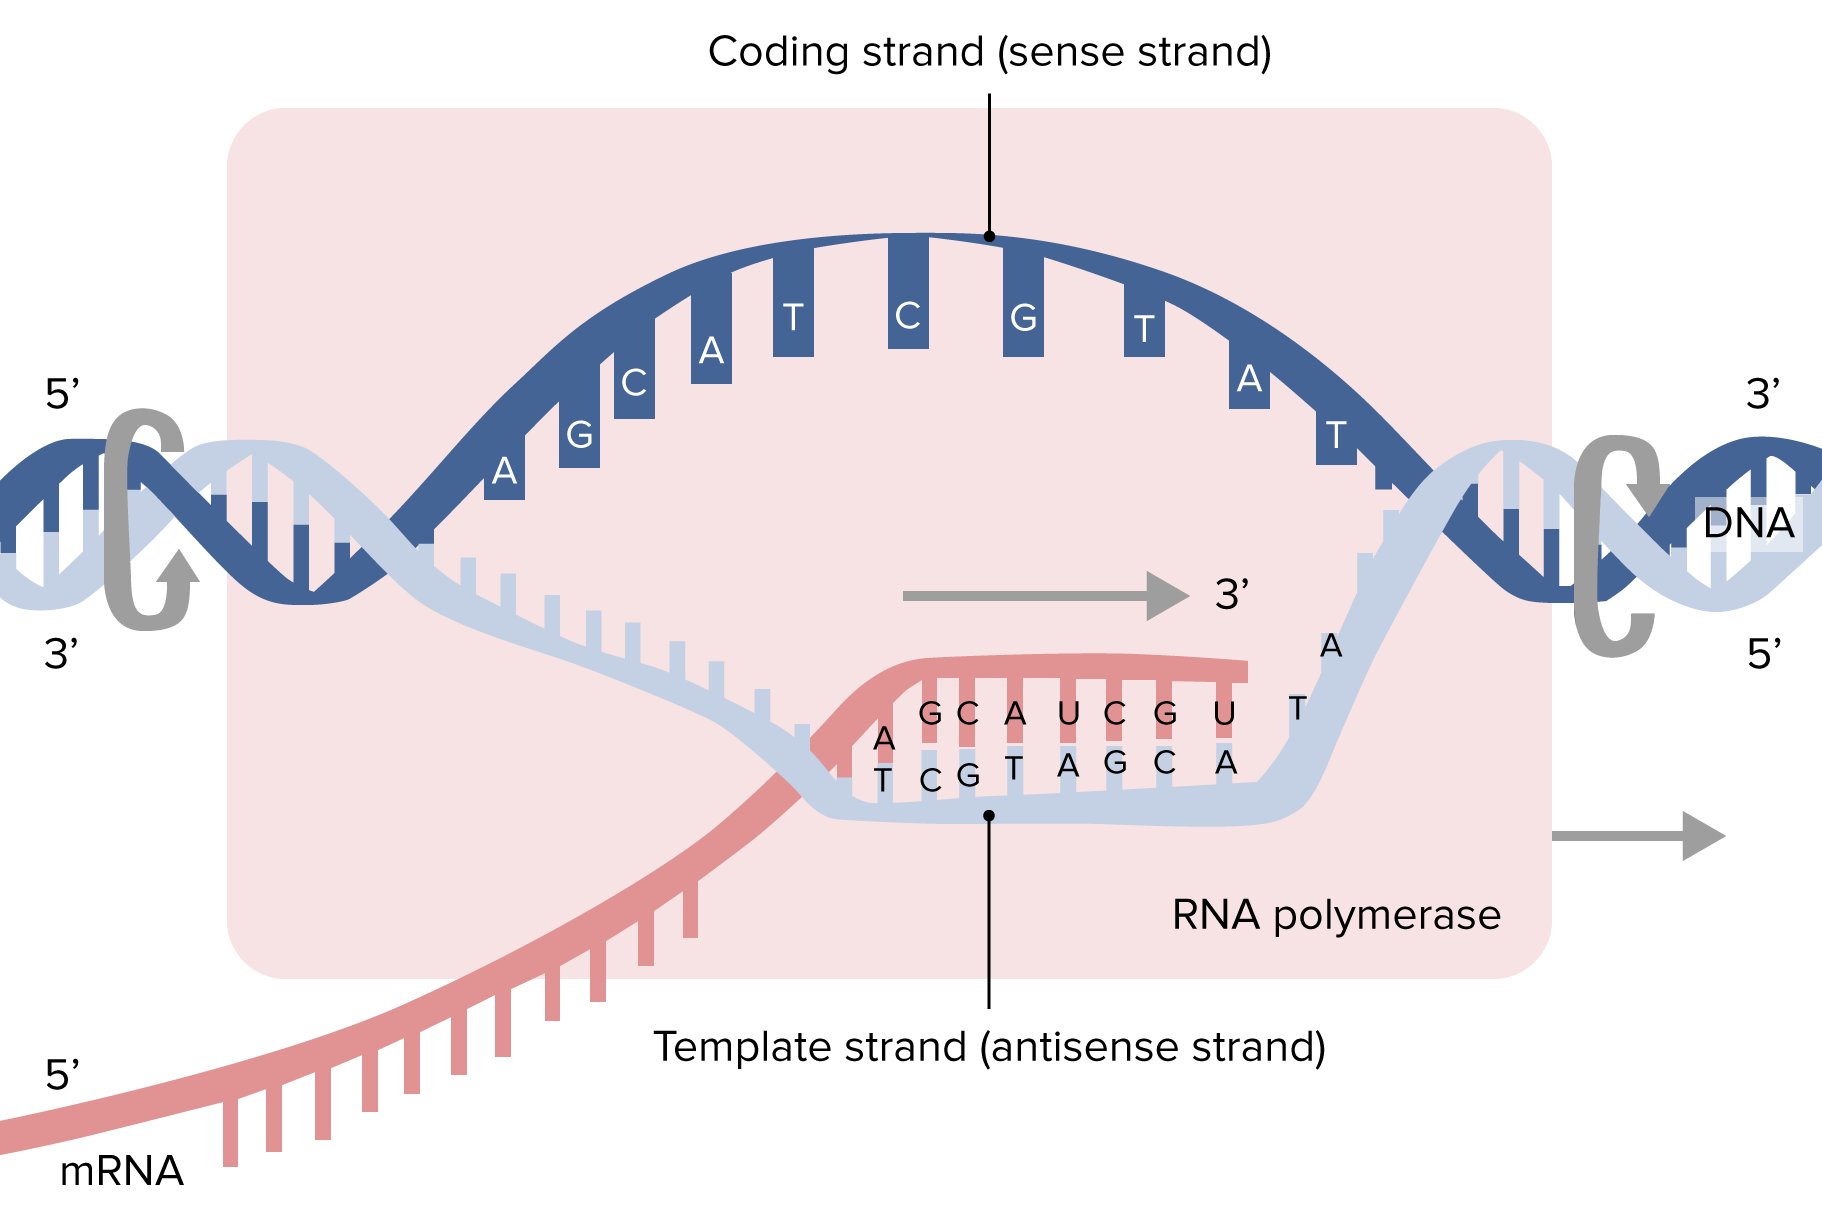 Coding strand (sense strand)
A G C A T C G T A T
5’
3’
3’
3’
DNA
5’
A
T
A G C A U C G U
T C G T A G C A
RNA polymerase
Template strand (antisense strand)
5’
mRNA